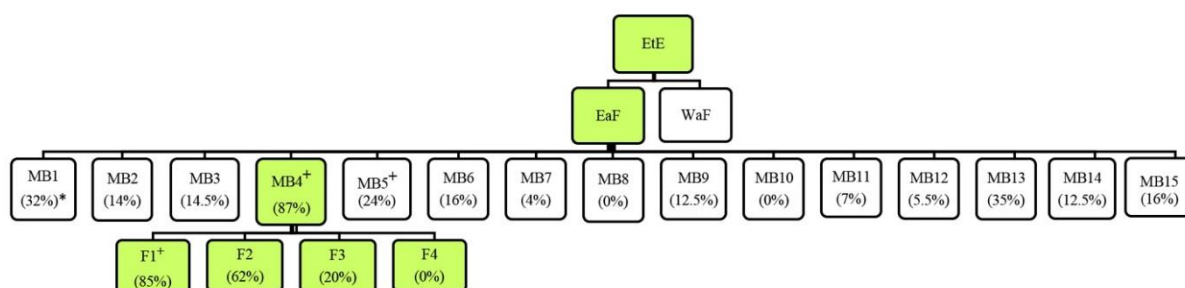 EtE
EaF
WaF
MB1
(32%)*
MB2
(14%)
MB3
(14.5%)
MB4+
(87%)
MB5+
(24%)
MB6
(16%)
MB7
(4%)
MB8
(0%)
MB9
(12.5%)
MB10
(0%)
MB11
(7%)
MB12
(5.5%)
MB13
(35%)
MB14
(12.5%)
MB15
(16%)
F1+
(85%)
F2
(62%)
F3
(20%)
F4
(0%)